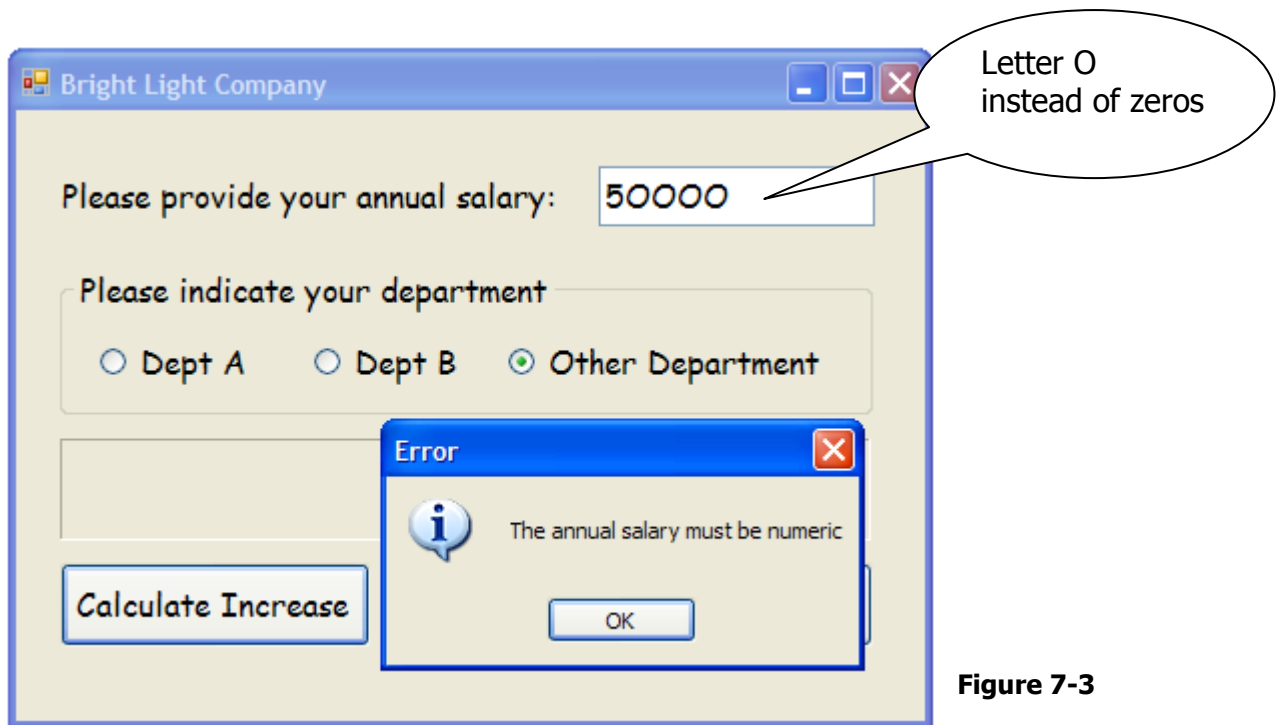 Letter O
instead of zeros
Bright Light Company
Please provide your annual salary: 5OOOO
Please indicate your department
Dept A Dept B Other Department
Error
The annual salary must be numeric
OK
Calculate Increase
Figure 7-3